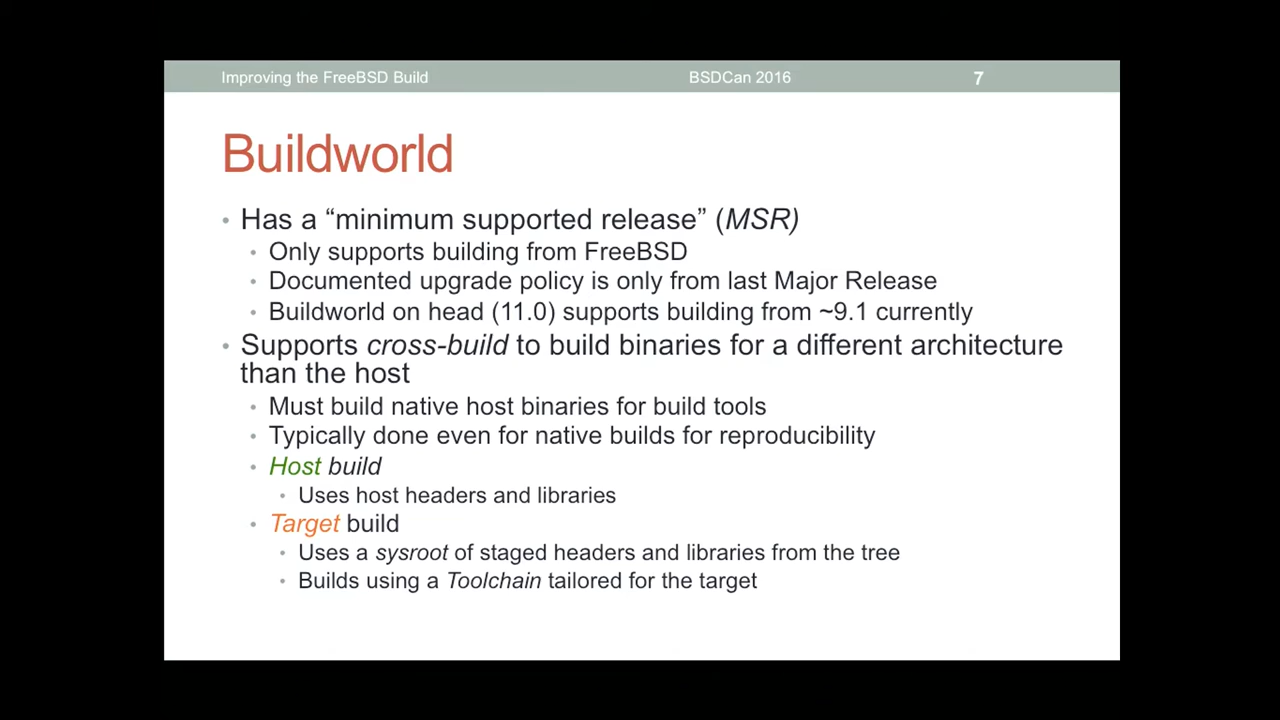 Improving the FreeBSD Build BSDCan 2016 7
Buildworld
• Has a “minimum supported release” (MSR)
• Only supports building from FreeBSD
• Documented upgrade policy is only from last Major Release
• Buildworld on head (11.0) supports building from ~9.1 currently
• Supports cross-build to build binaries for a different architecture
than the host
• Must build native host binaries for build tools
• Typically done even for native builds for reproducibility
• Host build
• Uses host headers and libraries
• Target build
• Uses a sysroot of staged headers and libraries from the tree
• Builds using a Toolchain tailored for the target